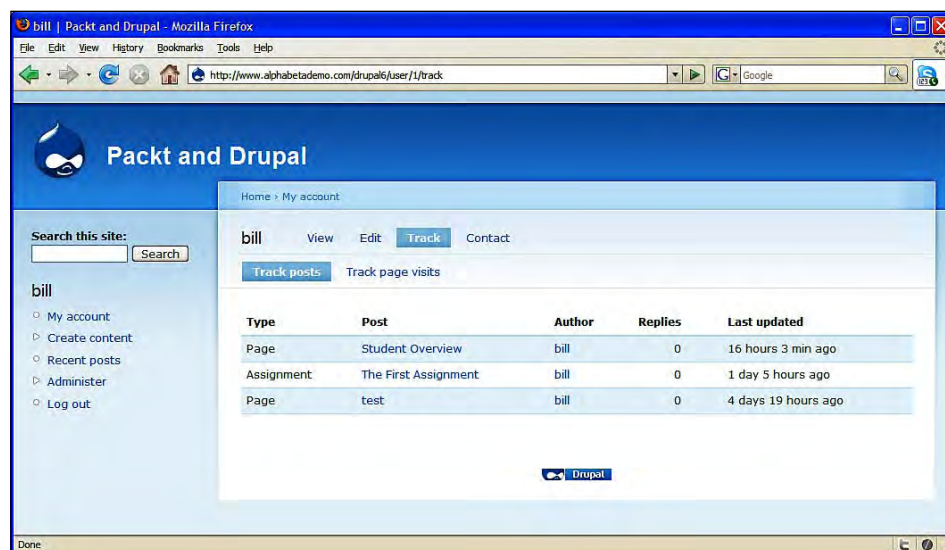 bill | Packt and Drupal - Mozilla Firefox
File Edit View History Bookmarks Tools Help
http://www.alphabetademo.com/drupal6/user/1/track
G Google
Packt and Drupal
Home › My account
Search this site:
Search
bill
My account
Create content
Recent posts
Administer
Log out
bill View Edit Track Contact
Track posts Track page visits
Type Post Author Replies Last updated
Page Student Overview bill 0 16 hours 3 min ago
Assignment The First Assignment bill 0 1 day 5 hours ago
Page test bill 0 4 days 19 hours ago
Drupal
Done